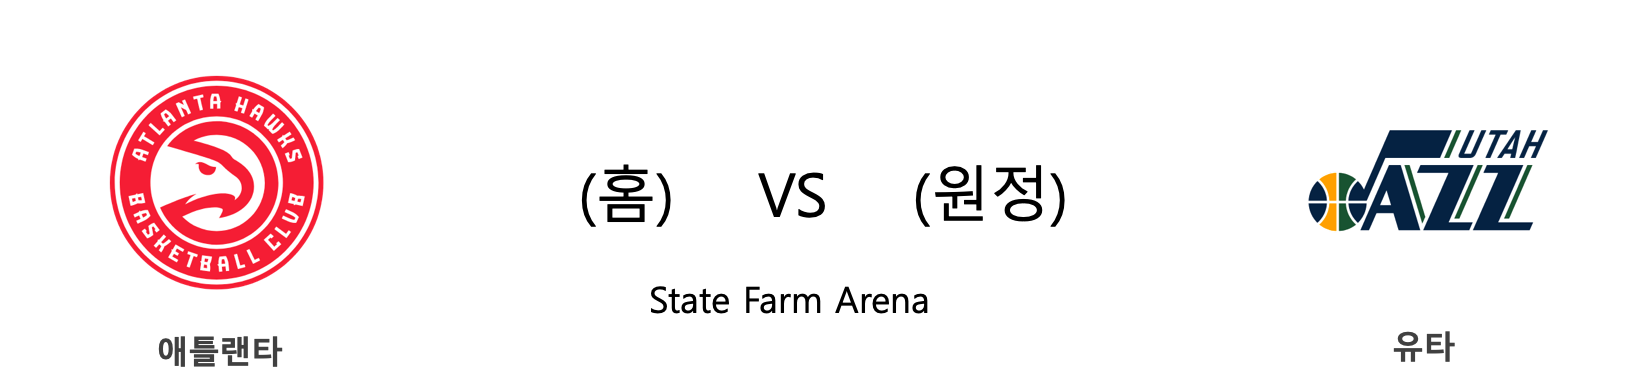 ATLANTA HAWKS
BASKETBALL CLUB
(홈) VS (원정)
UTAH
JAZZ
State Farm Arena
애틀랜타
유타